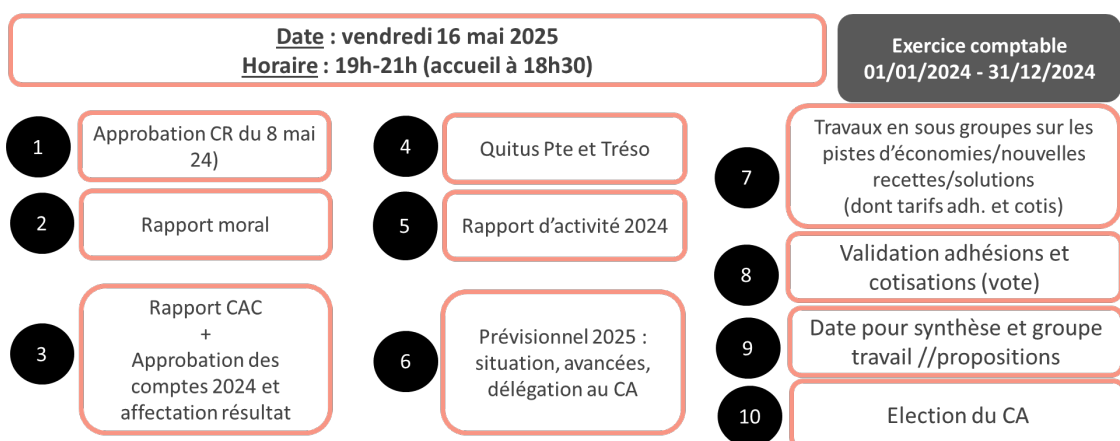 Date : vendredi 16 mai 2025
Horaire : 19h-21h (accueil à 18h30)
Exercice comptable
01/01/2024 - 31/12/2024
1
Approbation CR du 8 mai
24)
2
Rapport moral
3
Rapport CAC
+
Approbation des
comptes 2024 et
affectation résultat
4
Quitus Pte et Tréso
5
Rapport d’activité 2024
6
Prévisionnel 2025 :
situation, avancées,
délégation au CA
7
Travaux en sous groupes sur les
pistes d’économies/nouvelles
recettes/solutions
(dont tarifs adh. et cotis)
8
Validation adhésions et
cotisations (vote)
9
Date pour synthèse et groupe
travail //propositions
10
Election du CA